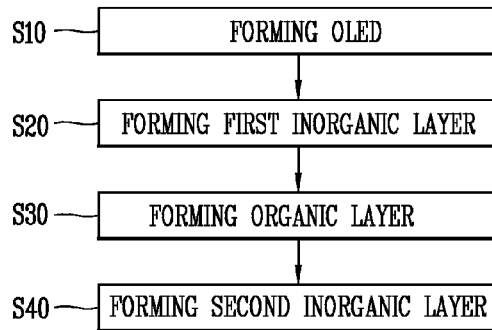 S10 FORMING OLED
S20 FORMING FIRST INORGANIC LAYER
S30 FORMING ORGANIC LAYER
S40 FORMING SECOND INORGANIC LAYER